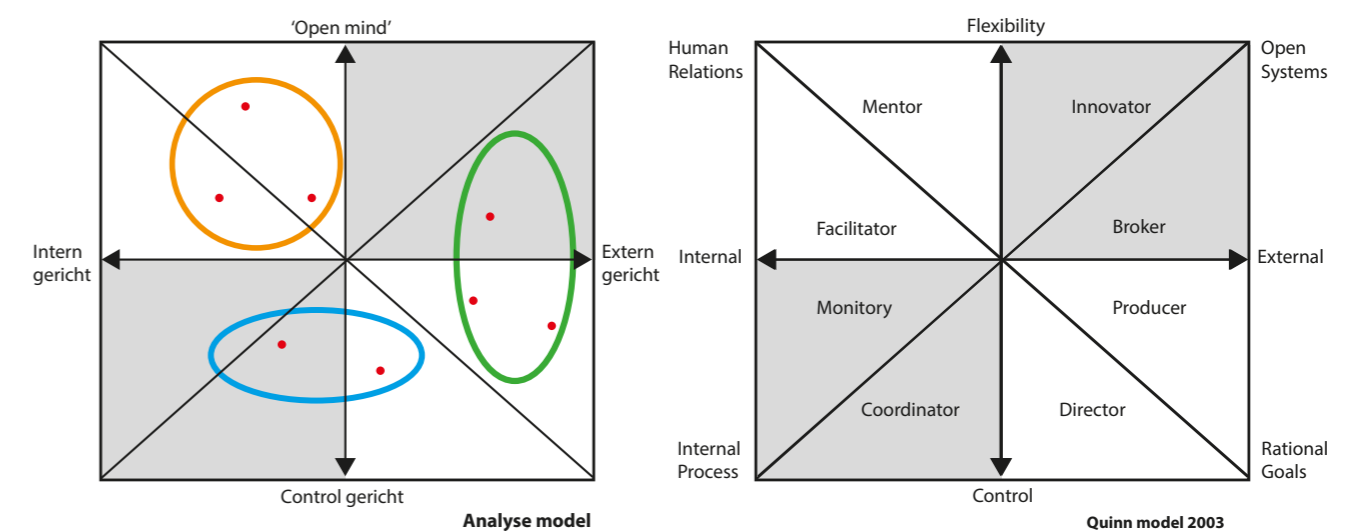 ‘Open mind’
Intern
gericht
Extern
gericht
Control gericht
Analyse model
Flexibility
Human
Relations
Open
Systems
Mentor
Innovator
Facilitator
Broker
Internal
External
Monitory
Producer
Coordinator
Director
Internal
Process
Rational
Goals
Control
Quinn model 2003